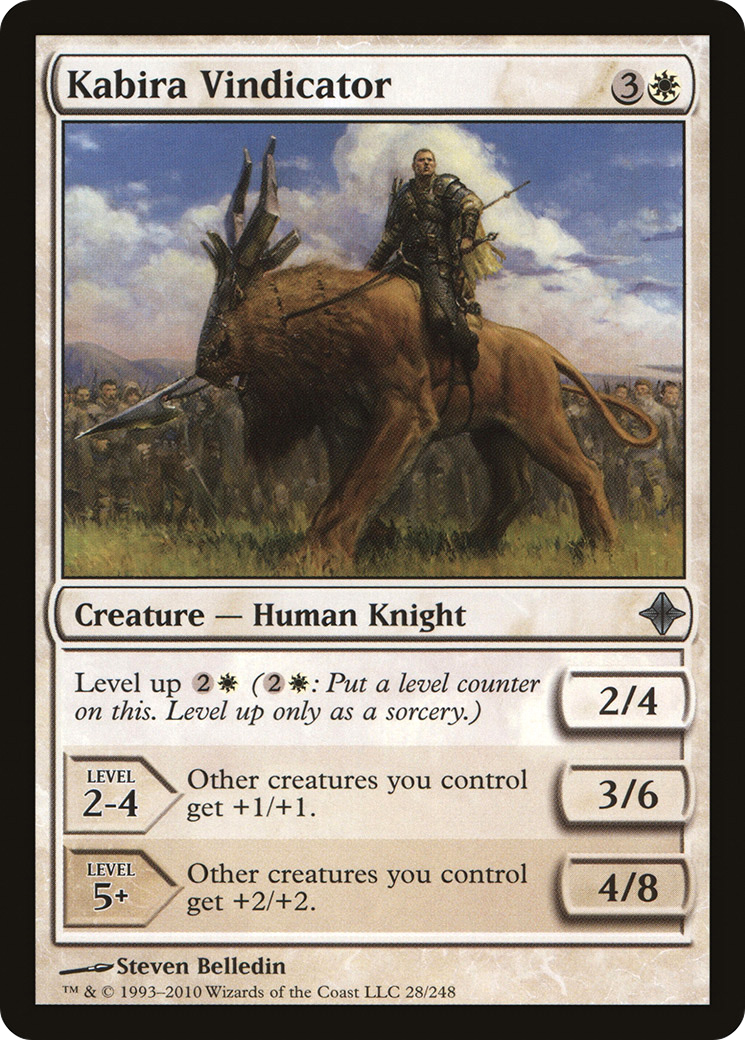 Kabira Vindicator 3
Creature — Human Knight
Level up 2 (2: Put a level counter
on this. Level up only as a sorcery.)
2/4
LEVEL
2-4
Other creatures you control
get +1/+1.
3/6
LEVEL
5+
Other creatures you control
get +2/+2.
4/8
Steven Belledin
™ & © 1993–2010 Wizards of the Coast LLC 28/248